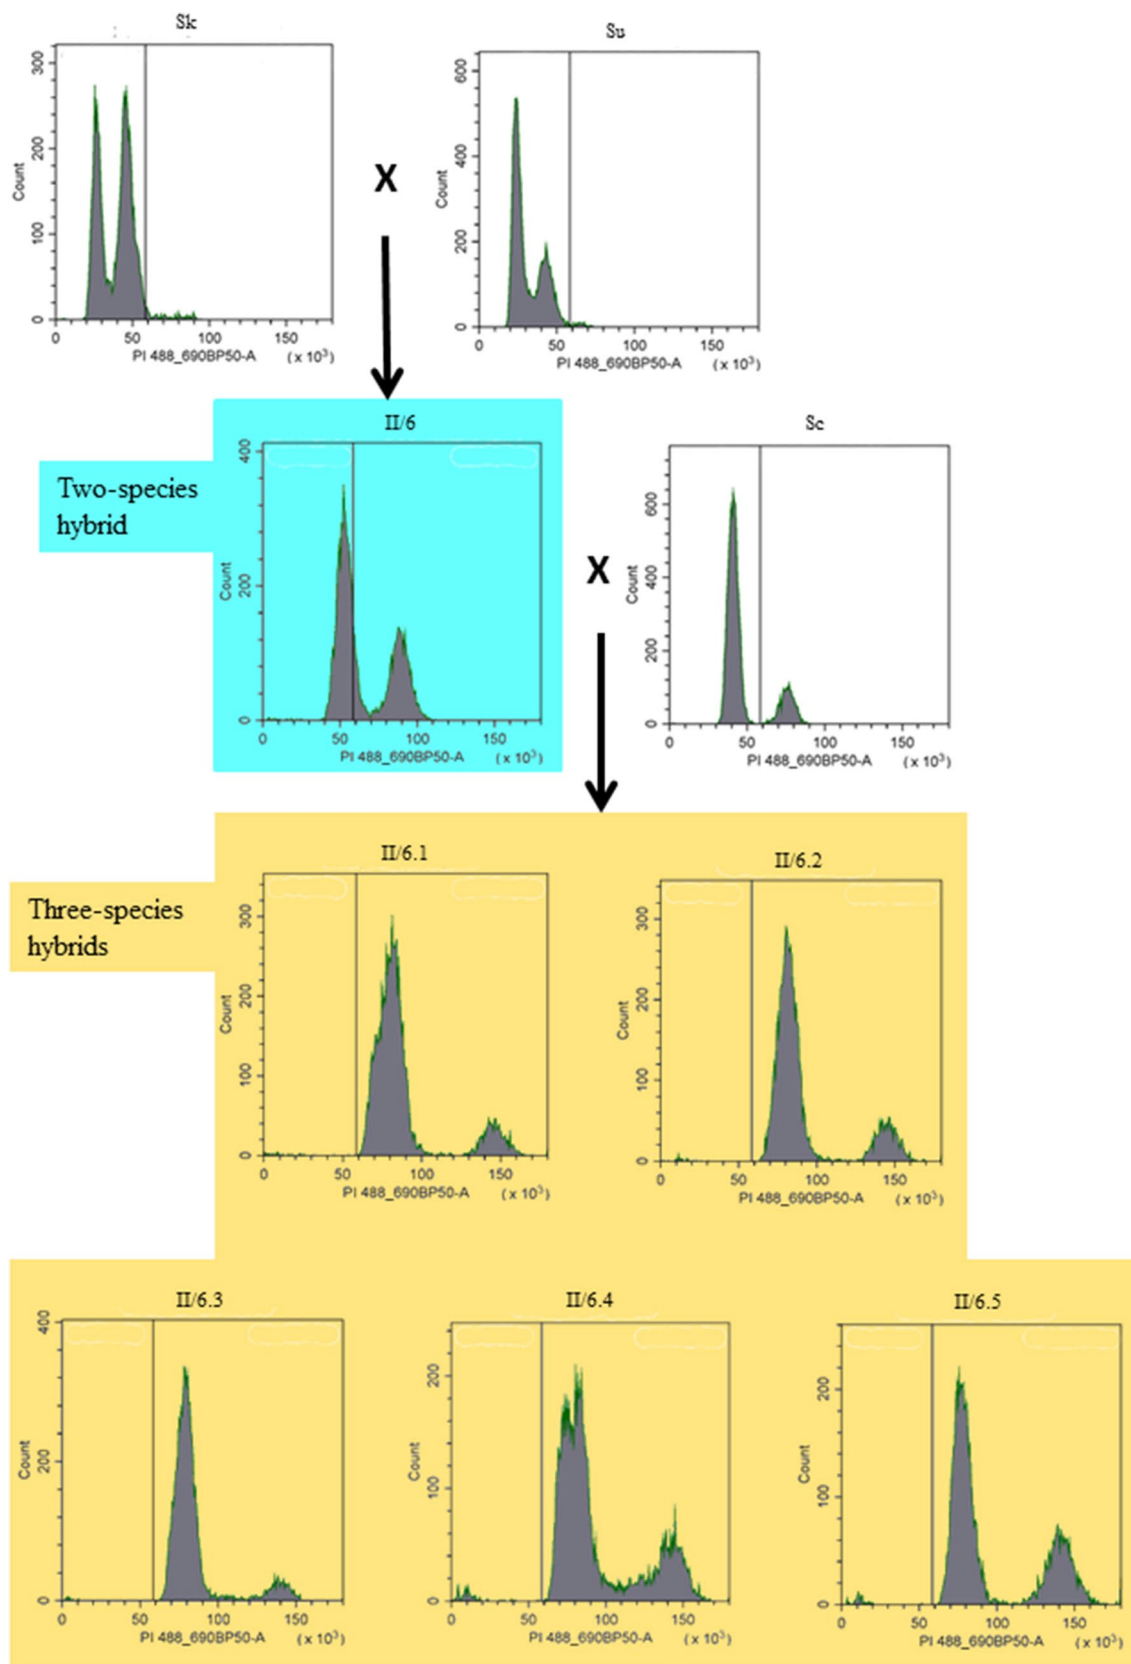 Sk
Su
Count
0
100
200
300
0
50
100
150
PI 488_690BP50-A
(x 10³)
X
Count
0
200
400
600
0
50
100
150
PI 488_690BP50-A
(x 10³)
II/6
Sc
Two-species
hybrid
Count
0
200
400
0
50
100
150
PI 488_690BP50-A
(x 10³)
X
Count
0
200
400
600
0
50
100
150
PI 488_690BP50-A
(x 10³)
II/6.1
II/6.2
Three-species
hybrids
Count
0
100
200
300
0
50
100
150
PI 488_690BP50-A
(x 10³)
Count
0
100
200
300
0
50
100
150
PI 488_690BP50-A
(x 10³)
II/6.3
II/6.4
II/6.5
Count
0
200
400
0
50
100
150
PI 488_690BP50-A
(x 10³)
Count
0
100
200
0
50
100
150
PI 488_690BP50-A
(x 10³)
Count
0
100
200
0
50
100
150
PI 488_690BP50-A
(x 10³)